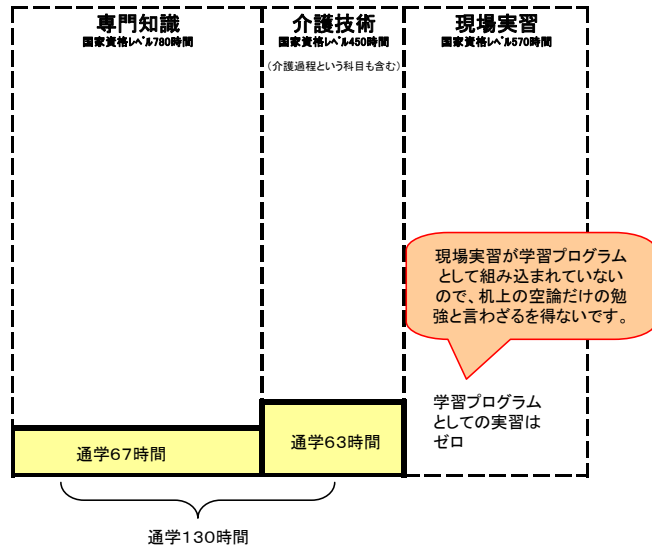 専門知識
国家資格ﾚﾍﾞﾙ780時間
介護技術
国家資格ﾚﾍﾞﾙ450時間
(介護過程という科目も含む)
現場実習
国家資格ﾚﾍﾞﾙ570時間
現場実習が学習プログラム
として組み込まれていない
ので、机上の空論だけの勉
強と言わざるを得ないです。
学習プログラム
としての実習は
ゼロ
通学67時間
通学63時間
通学130時間